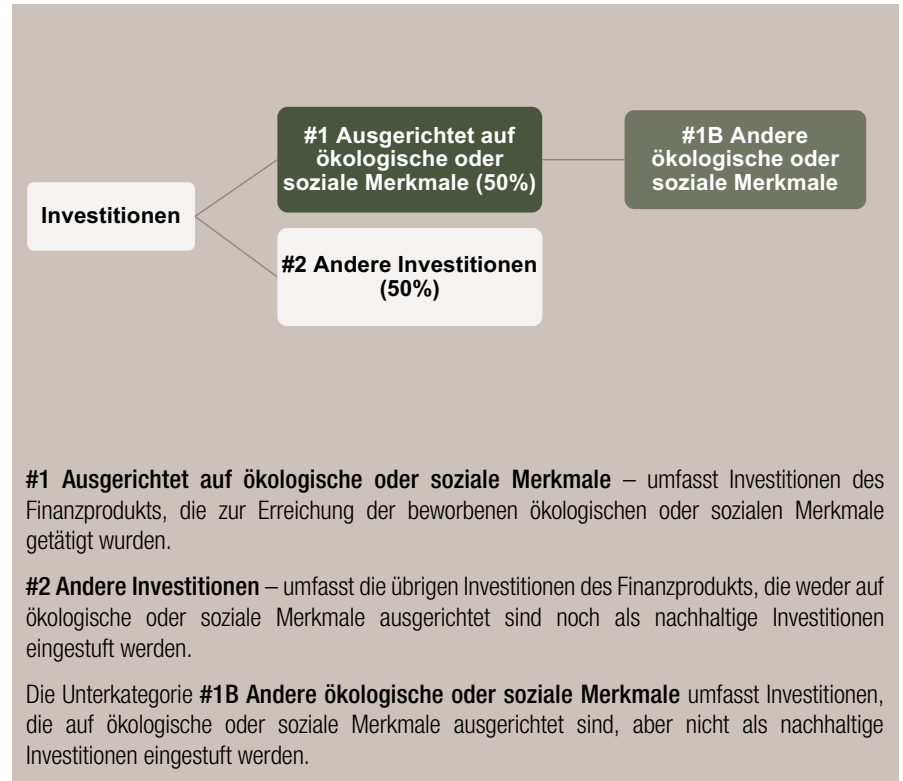 Investitionen
#1 Ausgerichtet auf
ökologische oder
soziale Merkmale (50%)
#1B Andere
ökologische oder
soziale Merkmale
#2 Andere Investitionen
(50%)
#1 Ausgerichtet auf ökologische oder soziale Merkmale – umfasst Investitionen des
Finanzprodukts, die zur Erreichung der beworbenen ökologischen oder sozialen Merkmale
getätigt wurden.
#2 Andere Investitionen – umfasst die übrigen Investitionen des Finanzprodukts, die weder auf
ökologische oder soziale Merkmale ausgerichtet sind noch als nachhaltige Investitionen
eingestuft werden.
Die Unterkategorie #1B Andere ökologische oder soziale Merkmale umfasst Investitionen,
die auf ökologische oder soziale Merkmale ausgerichtet sind, aber nicht als nachhaltige
Investitionen eingestuft werden.